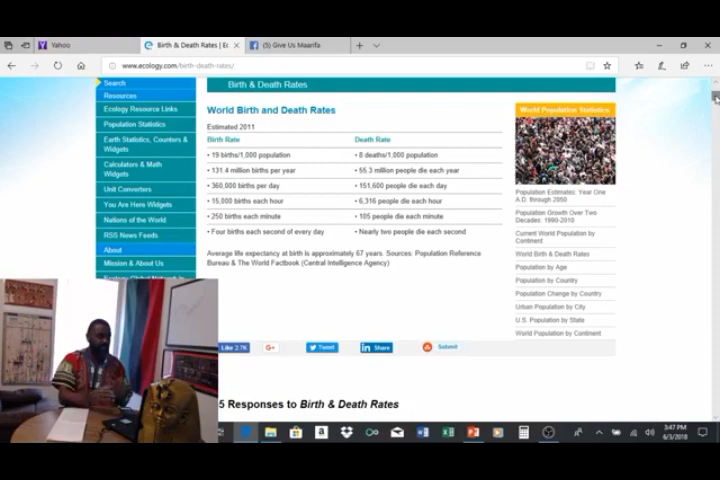 Yahoo
Birth & Death Rates | Ec
(5) Give Us Maarifa
www.ecology.com/birth-death-rates/
Search
Resources
Ecology Resource Links
Population Statistics
Earth Statistics, Counters &
Widgets
Calculators & Math
Widgets
Unit Converters
You Are Here Widgets
Nations of the World
RSS News Feeds
About
Mission & About Us
Birth & Death Rates
World Birth and Death Rates
Estimated 2011
Birth Rate Death Rate
• 19 births/1,000 population • 8 deaths/1,000 population
• 131.4 million births per year • 55.3 million people die each year
• 360,000 births per day • 151,600 people die each day
• 15,000 births each hour • 6,316 people die each hour
• 250 births each minute • 105 people die each minute
• Four births each second of every day • Nearly two people die each second
Average life expectancy at birth is approximately 67 years. Sources: Population Reference
Bureau & The World Factbook (Central Intelligence Agency)
World Population Statistics
Population Estimates: Year One
A.D. through 2050
Population Growth Over Two
Decades: 1990-2010
Current World Population by
Continent
World Birth & Death Rates
Population by Age
Population by Country
Population Change by Country
Urban Population by City
U.S. Population by State
World Population by Continent
Like 2.7K G+ Tweet in Share Submit
5 Responses to Birth & Death Rates
3:47 PM
6/3/2018